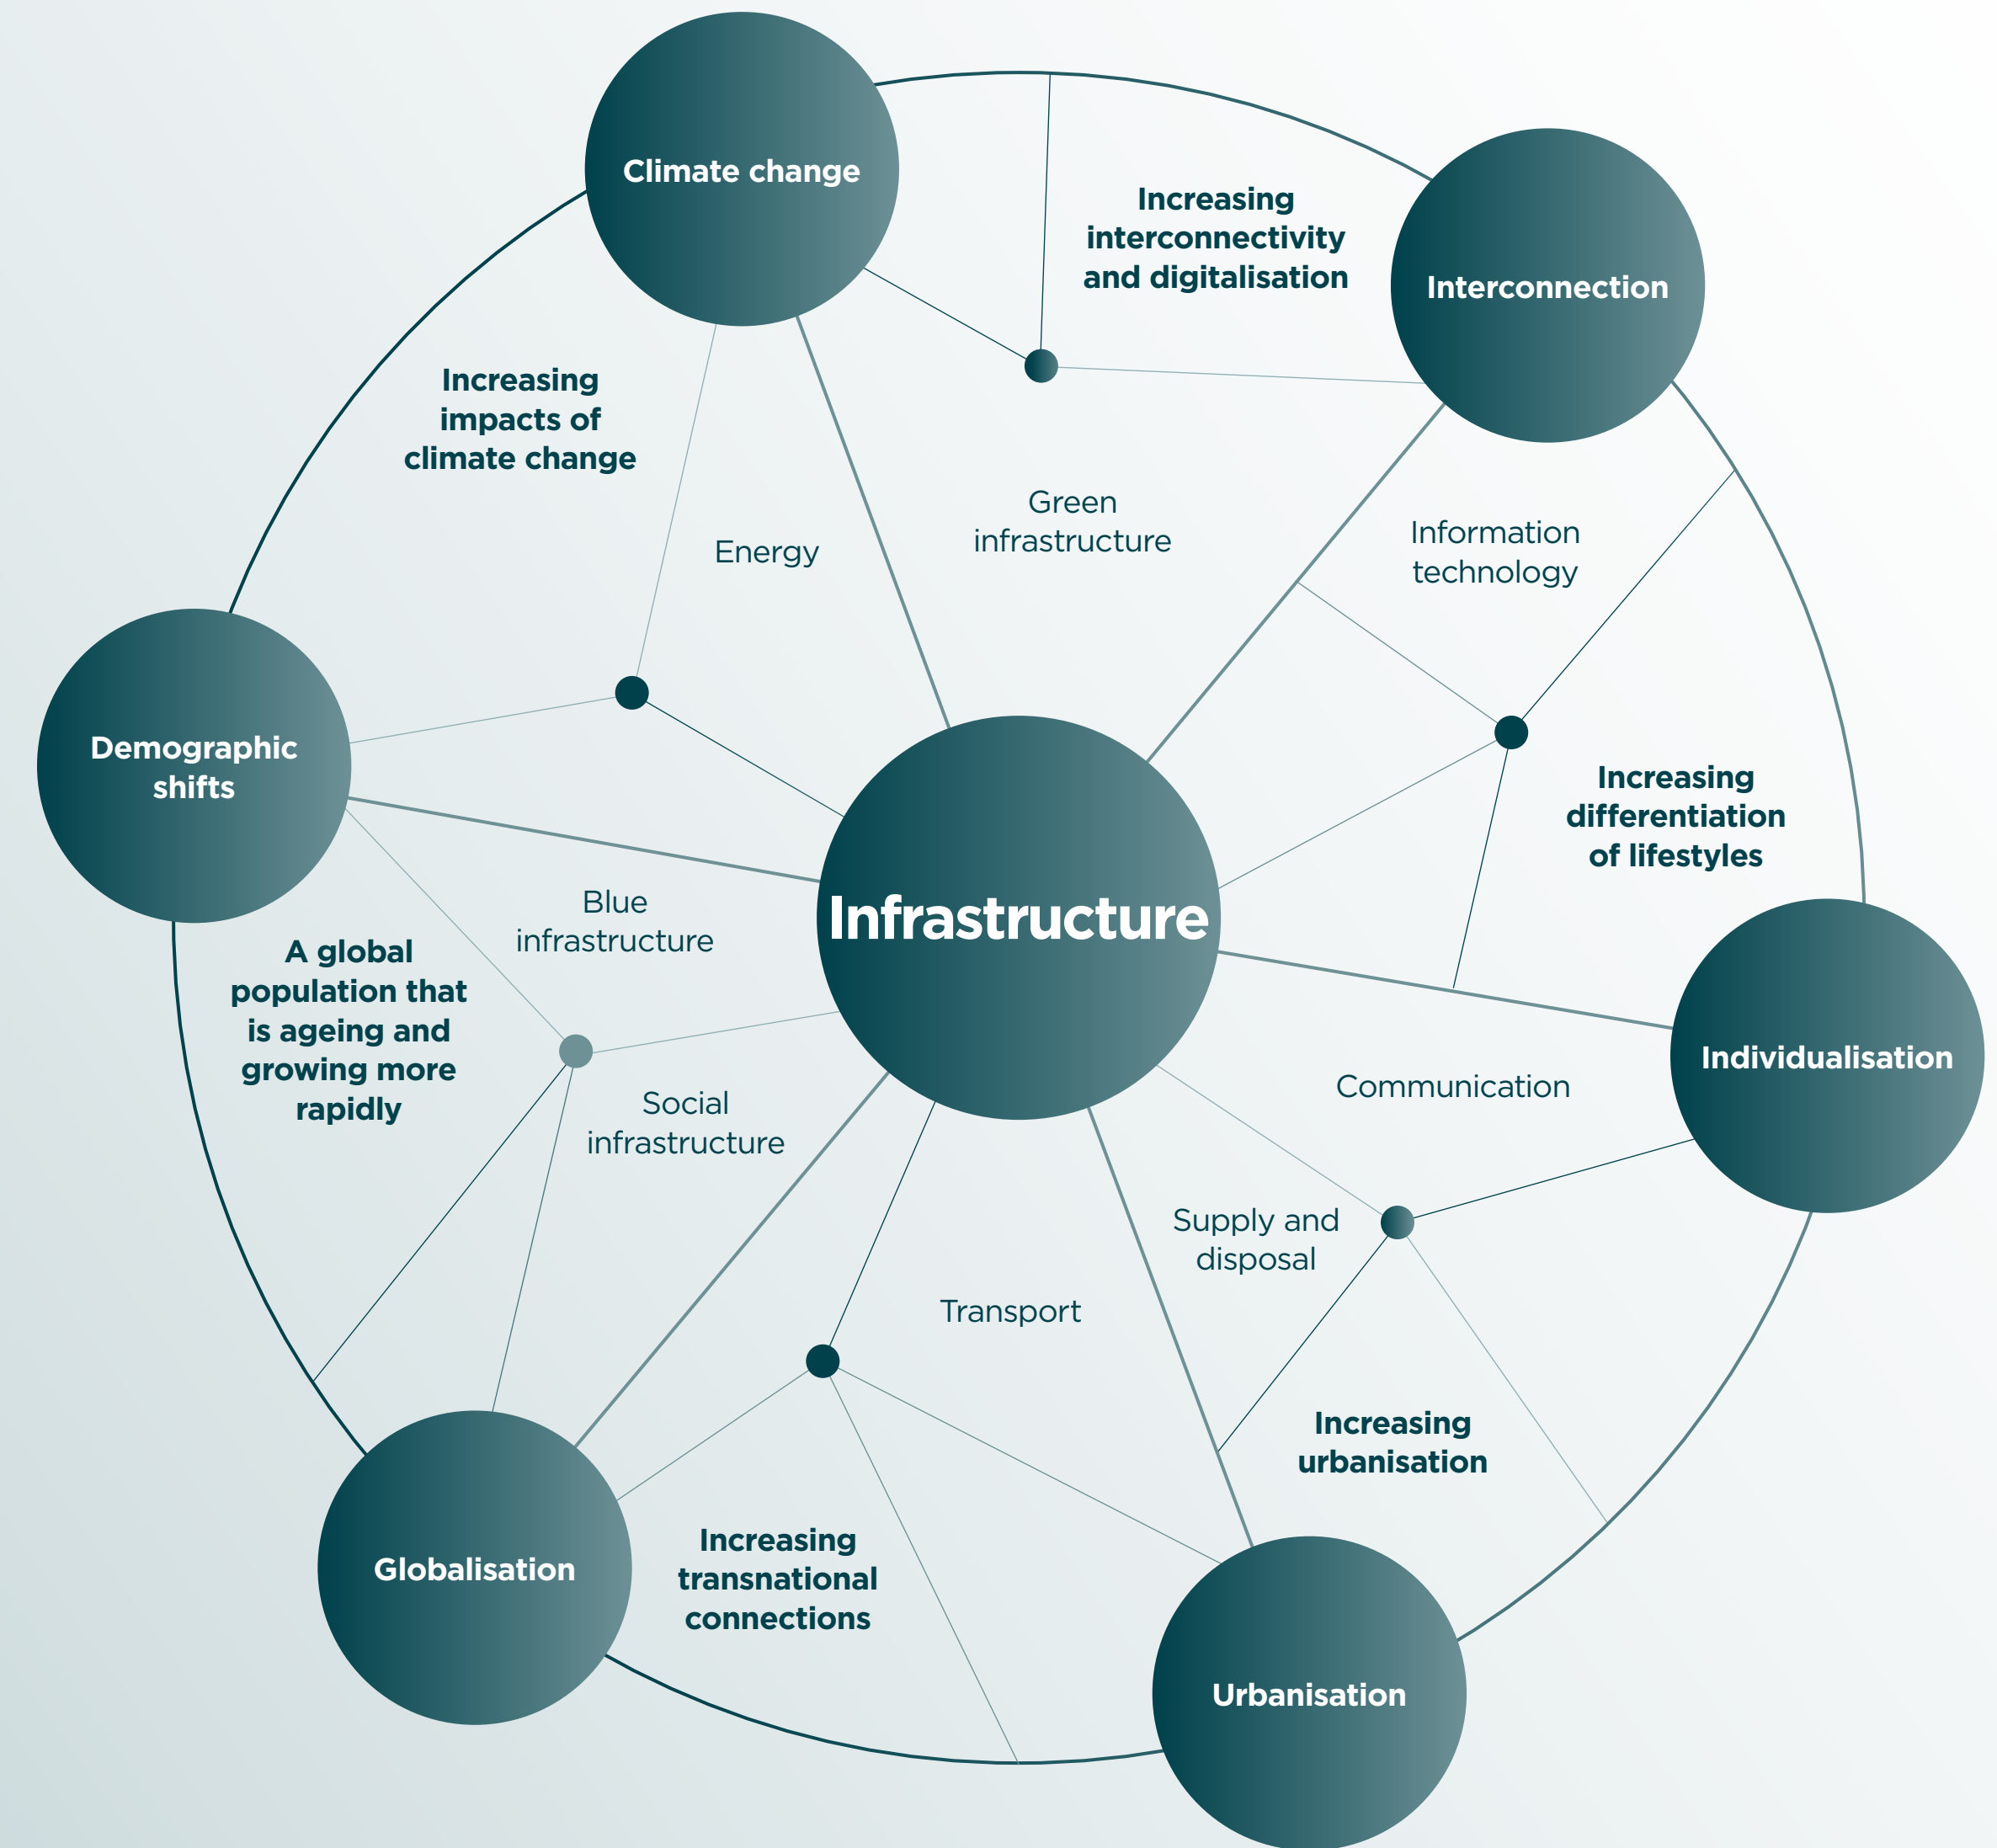 Climate change
Increasing
interconnectivity
and digitalisation
Interconnection
Increasing
impacts of
climate change
Energy
Green
infrastructure
Information
technology
Demographic
shifts
Increasing
differentiation
of lifestyles
Blue
infrastructure
Infrastructure
A global
population that
is ageing and
growing more
rapidly
Individualisation
Communication
Social
infrastructure
Supply and
disposal
Transport
Increasing
urbanisation
Globalisation
Increasing
transnational
connections
Urbanisation